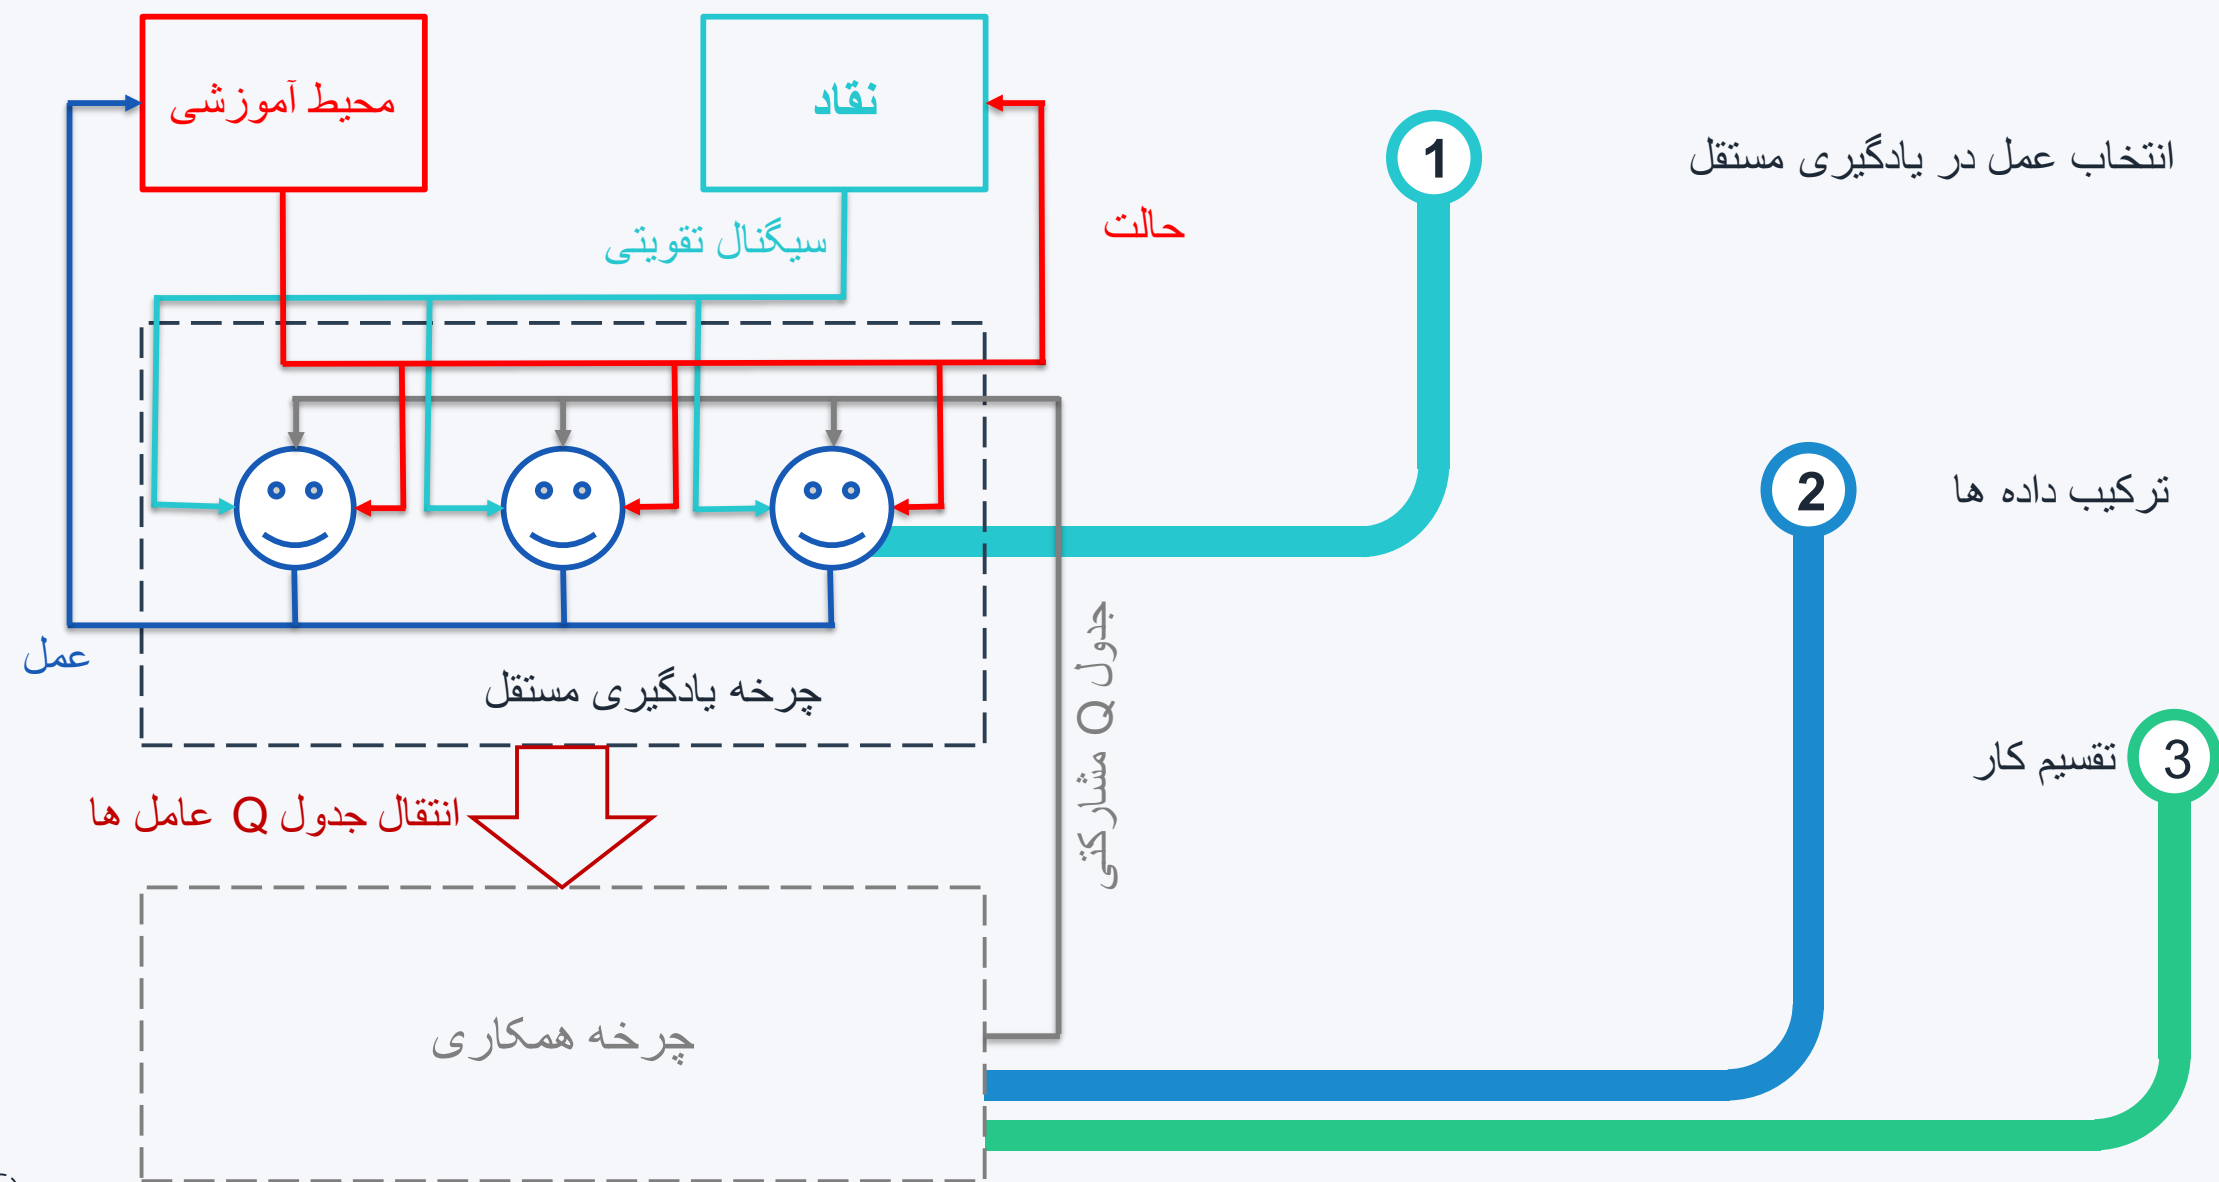 محیط آموزشی
نقاد
1
انتخاب عمل در یادگیری مستقل
حالت
سیگنال تقویتی
2
ترکیب داده ها
عمل
چرخه یادگیری مستقل
جدول Q مشارکتی
3
تقسیم کار
انتقال جدول Q عامل ها
چرخه همکاری